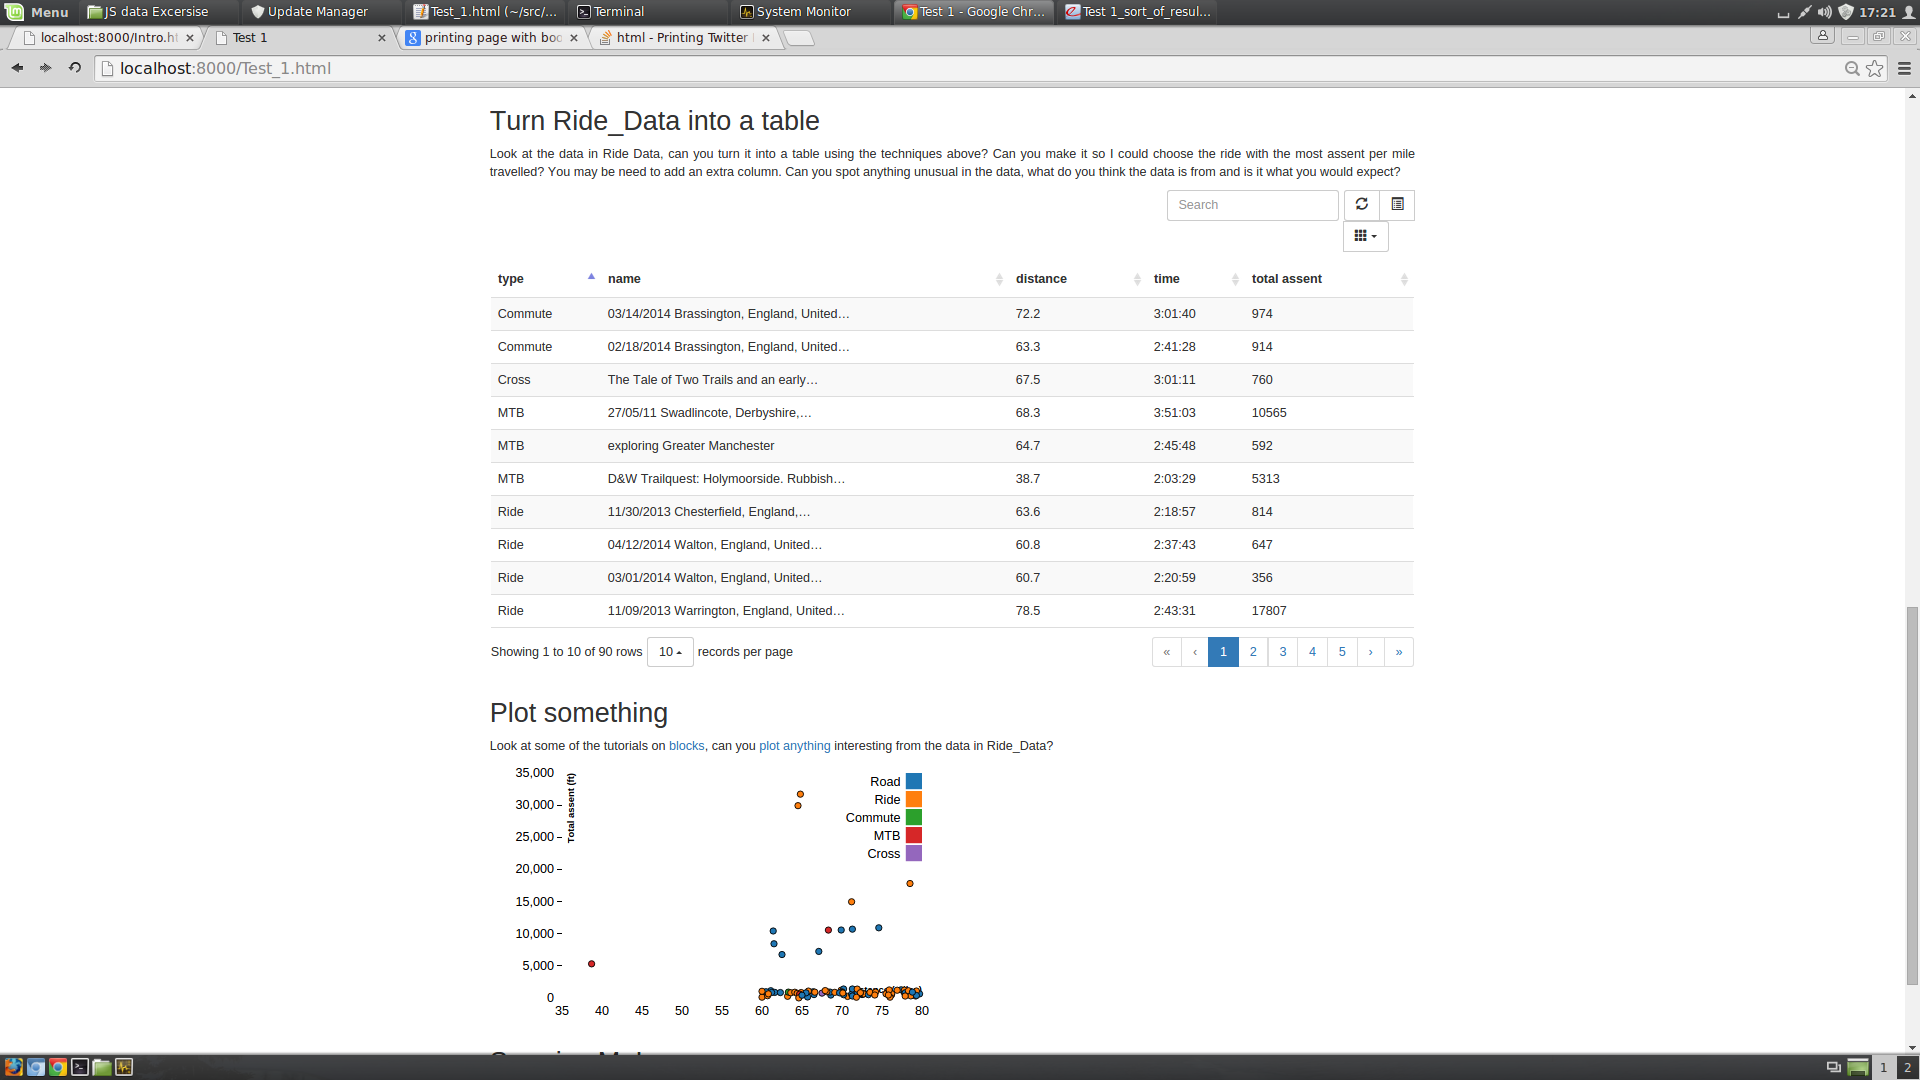 Menu
JS data Excersise
Update Manager
Test_1.html (~/src/...
Terminal
System Monitor
Test 1 - Google Chr...
Test 1_sort_of_resul...
17:21
localhost:8000/Intro.h
Test 1
printing page with boo
html - Printing Twitter
localhost:8000/Test_1.html
Turn Ride_Data into a table
Look at the data in Ride Data, can you turn it into a table using the techniques above? Can you make it so I could choose the ride with the most assent per mile
travelled? You may be need to add an extra column. Can you spot anything unusual in the data, what do you think the data is from and is it what you would expect?
Search
type name distance time total assent
Commute 03/14/2014 Brassington, England, United... 72.2 3:01:40 974
Commute 02/18/2014 Brassington, England, United... 63.3 2:41:28 914
Cross The Tale of Two Trails and an early... 67.5 3:01:11 760
MTB 27/05/11 Swadlincote, Derbyshire,... 68.3 3:51:03 10565
MTB exploring Greater Manchester 64.7 2:45:48 592
MTB D&W Trailquest: Holymoorside. Rubbish... 38.7 2:03:29 5313
Ride 11/30/2013 Chesterfield, England,... 63.6 2:18:57 814
Ride 04/12/2014 Walton, England, United... 60.8 2:37:43 647
Ride 03/01/2014 Walton, England, United... 60.7 2:20:59 356
Ride 11/09/2013 Warrington, England, United... 78.5 2:43:31 17807
Showing 1 to 10 of 90 rows 10 records per page
« ‹ 1 2 3 4 5 › »
Plot something
Look at some of the tutorials on blocks, can you plot anything interesting from the data in Ride_Data?
35,000
30,000
25,000
20,000
15,000
10,000
5,000
0
Total assent (ft)
Road
Ride
Commute
MTB
Cross
35 40 45 50 55 60 65 70 75 80
1 2